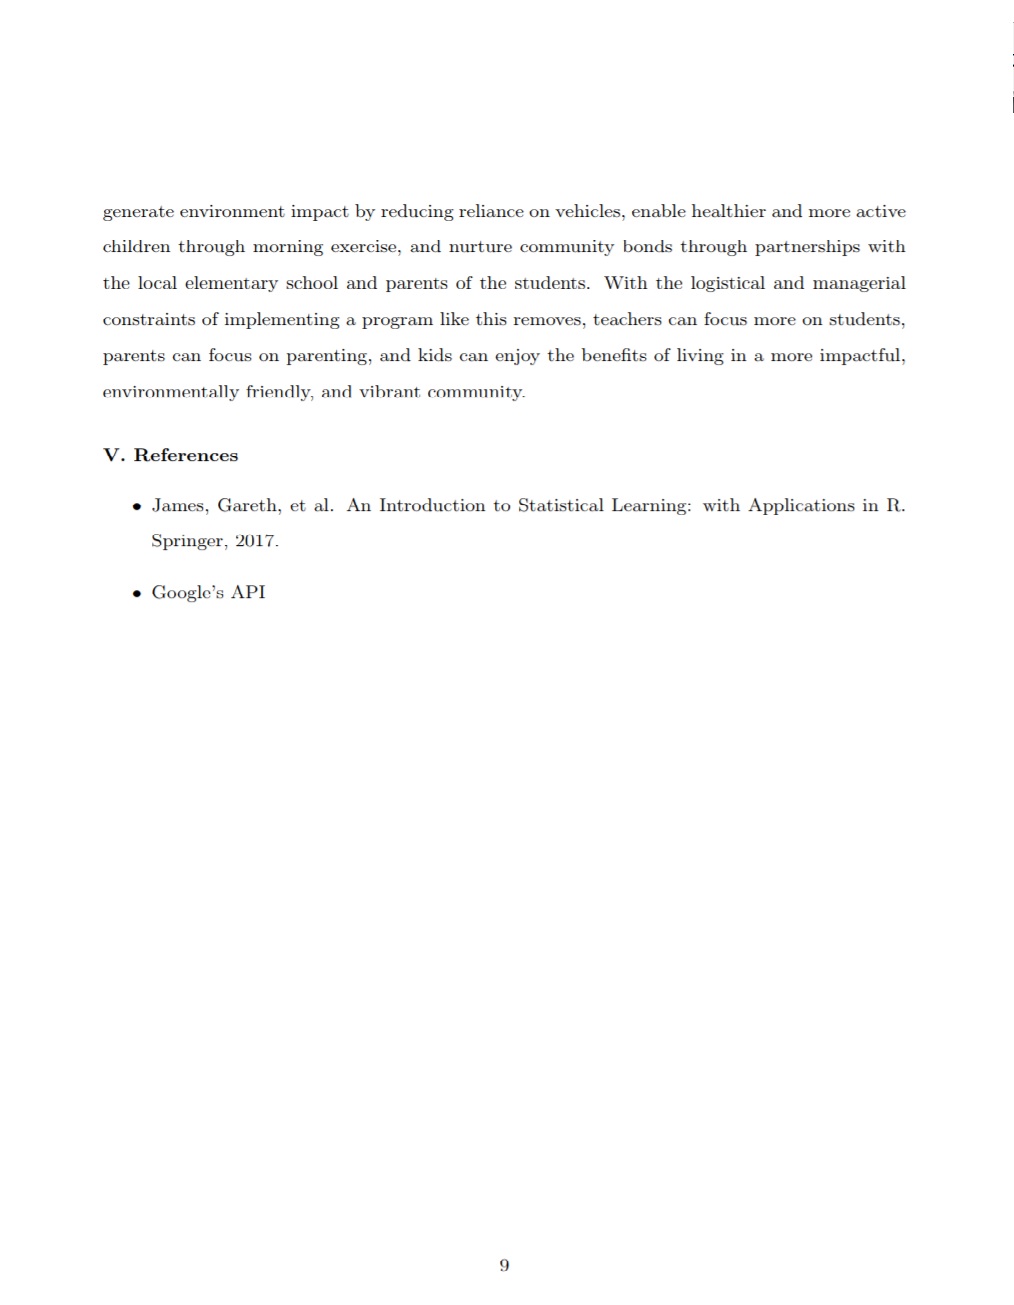 generate environment impact by reducing reliance on vehicles, enable healthier and more active
children through morning exercise, and nurture community bonds through partnerships with
the local elementary school and parents of the students. With the logistical and managerial
constraints of implementing a program like this removes, teachers can focus more on students,
parents can focus on parenting, and kids can enjoy the benefits of living in a more impactful,
environmentally friendly, and vibrant community.
V. References
• James, Gareth, et al. An Introduction to Statistical Learning: with Applications in R.
Springer, 2017.
• Google's API
9